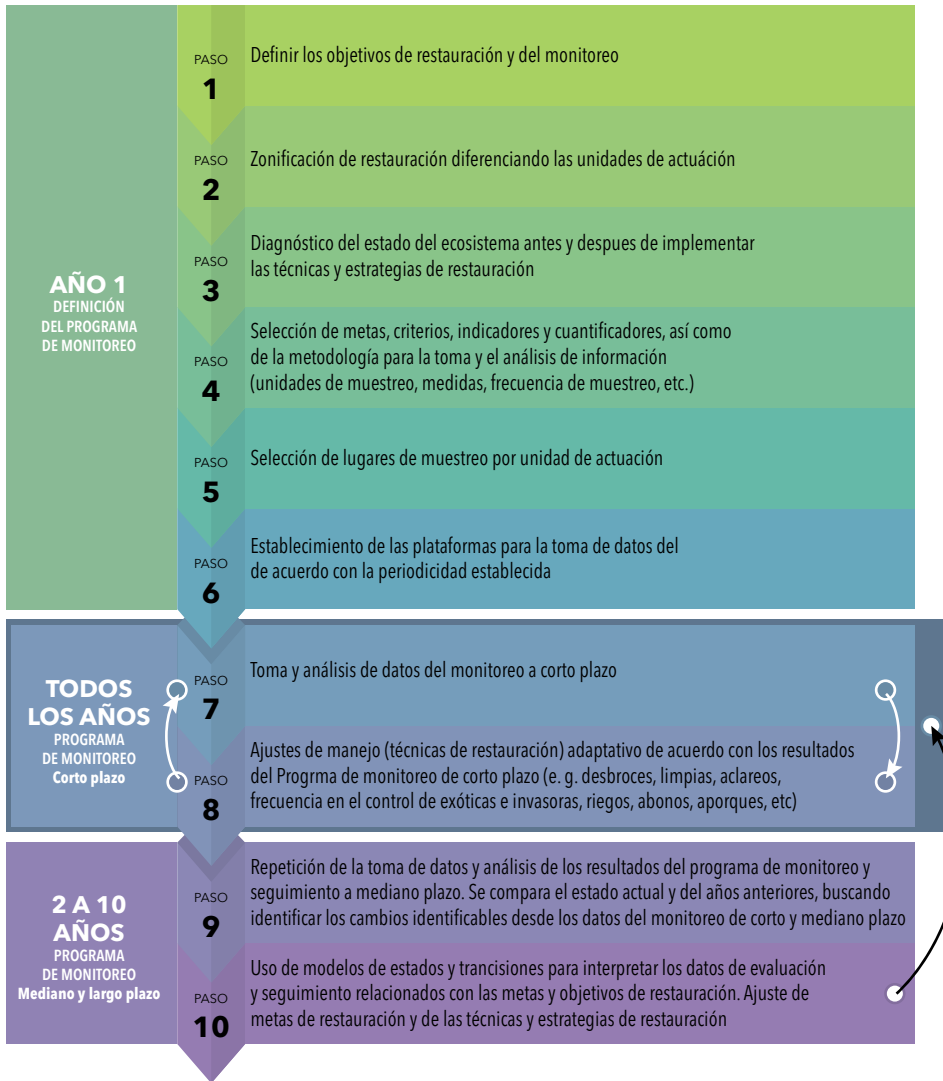 AÑO 1
DEFINICIÓN
DEL PROGRAMA
DE MONITOREO
PASO
1
Definir los objetivos de restauración y del monitoreo
PASO
2
Zonificación de restauración diferenciando las unidades de actuáción
PASO
3
Diagnóstico del estado del ecosistema antes y despues de implementar
las técnicas y estrategias de restauración
PASO
4
Selección de metas, criterios, indicadores y cuantificadores, así como
de la metodología para la toma y el análisis de información
(unidades de muestreo, medidas, frecuencia de muestreo, etc.)
PASO
5
Selección de lugares de muestreo por unidad de actuación
PASO
6
Establecimiento de las plataformas para la toma de datos del
de acuerdo con la periodicidad establecida
TODOS
LOS AÑOS
PROGRAMA
DE MONITOREO
Corto plazo
PASO
7
Toma y análisis de datos del monitoreo a corto plazo
PASO
8
Ajustes de manejo (técnicas de restauración) adaptativo de acuerdo con los resultados
del Progrma de monitoreo de corto plazo (e. g. desbroces, limpias, aclareos,
frecuencia en el control de exóticas e invasoras, riegos, abonos, aporques, etc)
2 A 10
AÑOS
PROGRAMA
DE MONITOREO
Mediano y largo plazo
PASO
9
Repetición de la toma de datos y análisis de los resultados del programa de monitoreo y
seguimiento a mediano plazo. Se compara el estado actual y del años anteriores, buscando
identificar los cambios identificables desde los datos del monitoreo de corto y mediano plazo
PASO
10
Uso de modelos de estados y trancisiones para interpretar los datos de evaluación
y seguimiento relacionados con las metas y objetivos de restauración. Ajuste de
metas de restauración y de las técnicas y estrategias de restauración